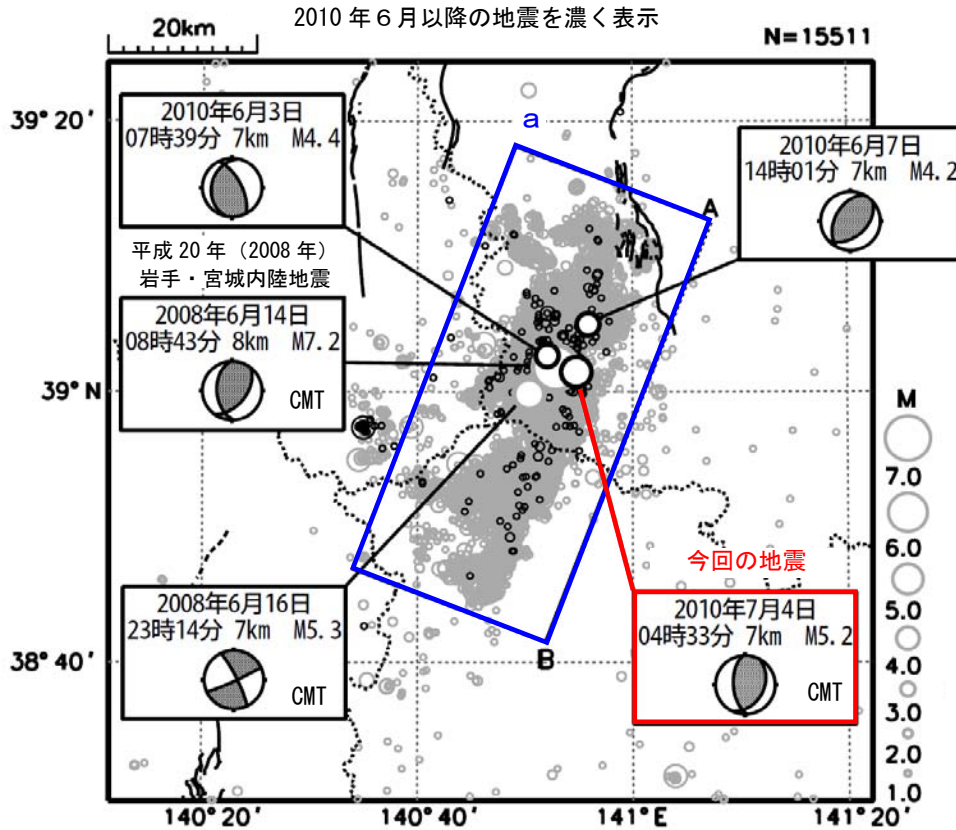 2010年6月以降の地震を濃く表示
20km
N=15511
39°20′
a
2010年6月3日
07時39分 7km M4.4
2010年6月7日
14時01分 7km M4.2
A
平成20年（2008年）
岩手・宮城内陸地震
2008年6月14日
08時43分 8km M7.2
CMT
39°N
M
7.0
6.0
5.0
4.0
3.0
2.0
1.0
今回の地震
2008年6月16日
23時14分 7km M5.3
CMT
2010年7月4日
04時33分 7km M5.2
CMT
38°40′
B
140°20′
140°40′
141°E
141°20′